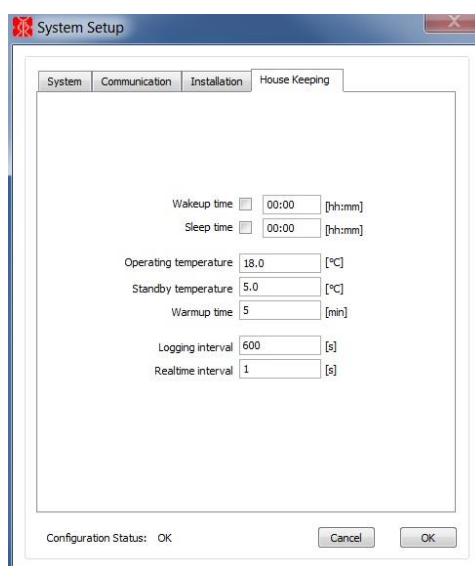 System Setup
System Communication Installation House Keeping
Wakeup time 00:00 [hh:mm]
Sleep time 00:00 [hh:mm]
Operating temperature 18.0 [°C]
Standby temperature 5.0 [°C]
Warmup time 5 [min]
Logging interval 600 [s]
Realtime interval 1 [s]
Configuration Status: OK Cancel OK